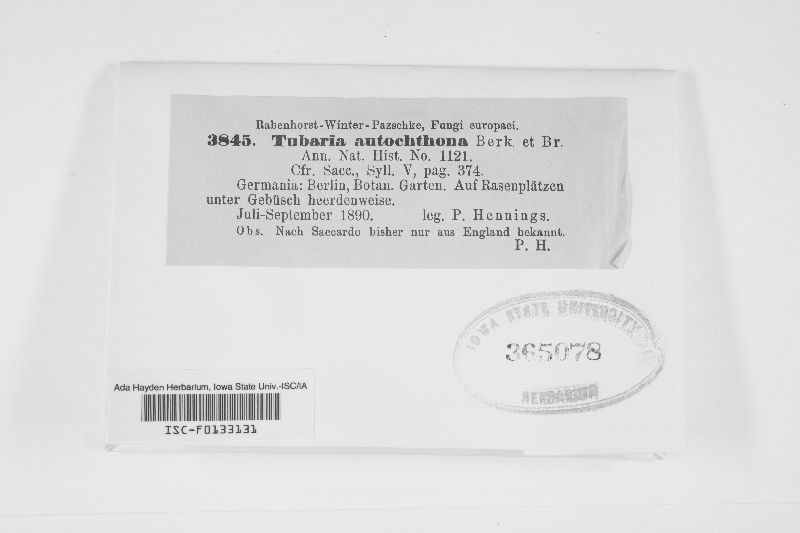 Rabenhorst-Winter-Pazschke, Fungi europaei.
3845. Tubaria autochthona Berk. et Br.
Ann. Nat. Hist. No. 1121.
Cfr. Sacc., Syll. V, pag. 374.
Germania: Berlin, Botan. Garten. Auf Rasenplätzen
unter Gebüsch heerdenweise.
Juli-September 1890. leg. P. Hennings.
Obs. Nach Saccardo bisher nur aus England bekannt.
P. H.
IOWA STATE UNIVERSITY
365078
HERBARIUM
Ada Hayden Herbarium, Iowa State Univ.-ISC/IA
ISC-F0133131